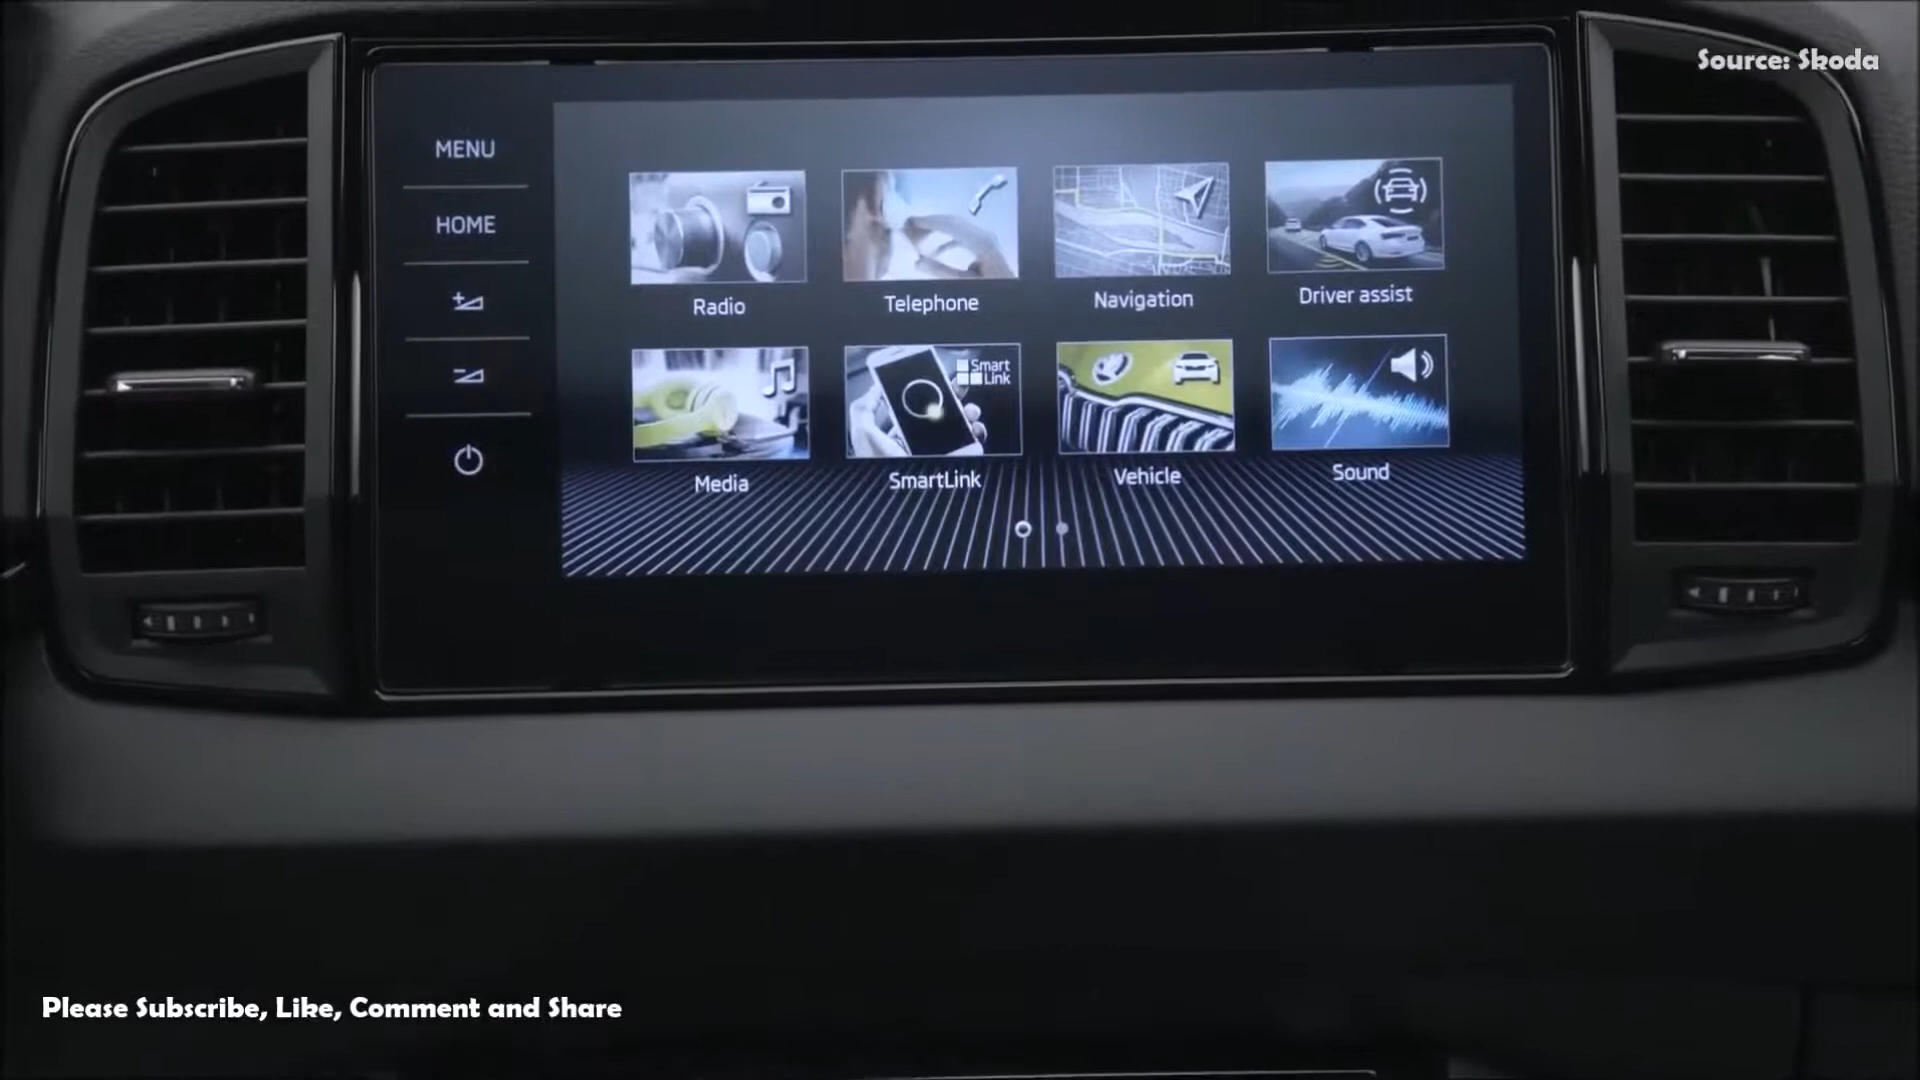 Source: Skoda
MENU
HOME
Radio
Telephone
Navigation
Driver assist
Smart
Link
Media
SmartLink
Vehicle
Sound
Please Subscribe, Like, Comment and Share